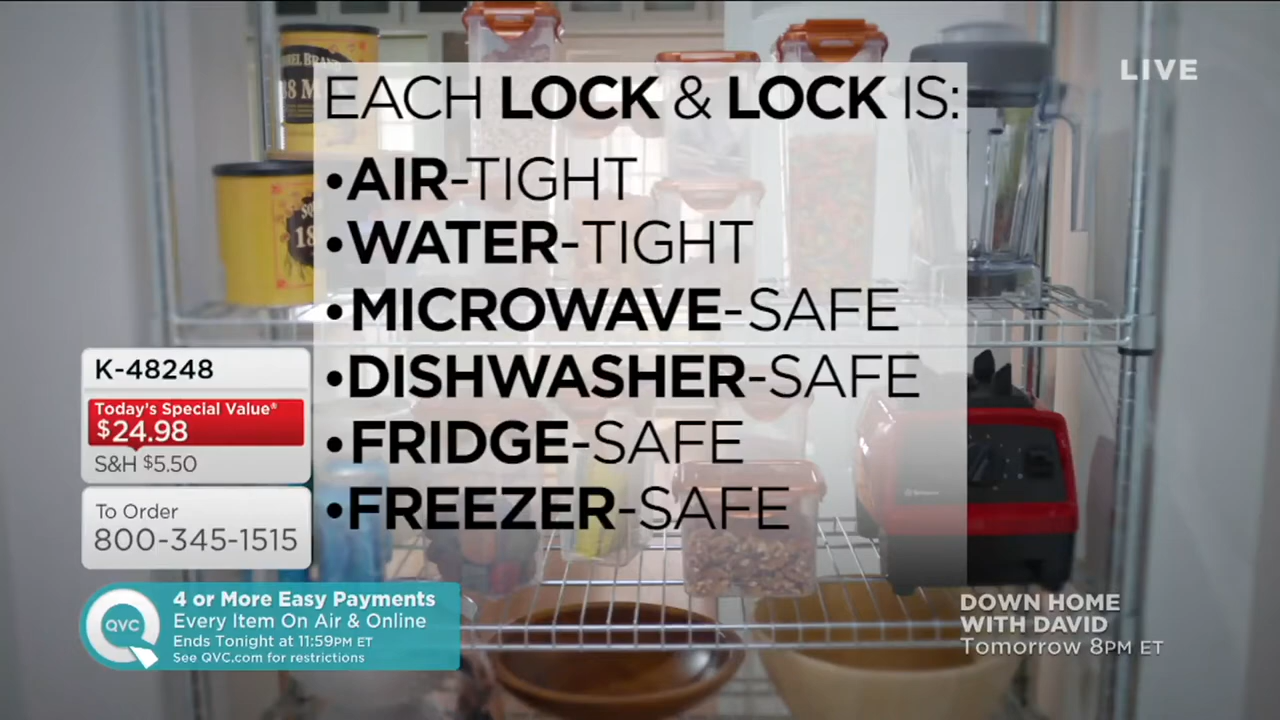 LIVE
EACH LOCK & LOCK IS:
•AIR-TIGHT
•WATER-TIGHT
•MICROWAVE-SAFE
•DISHWASHER-SAFE
•FRIDGE-SAFE
•FREEZER-SAFE
K-48248
Today's Special Value®
$24.98
S&H $5.50
To Order
800-345-1515
QVC
4 or More Easy Payments
Every Item On Air & Online
Ends Tonight at 11:59PM ET
See QVC.com for restrictions
DOWN HOME
WITH DAVID
Tomorrow 8PM ET